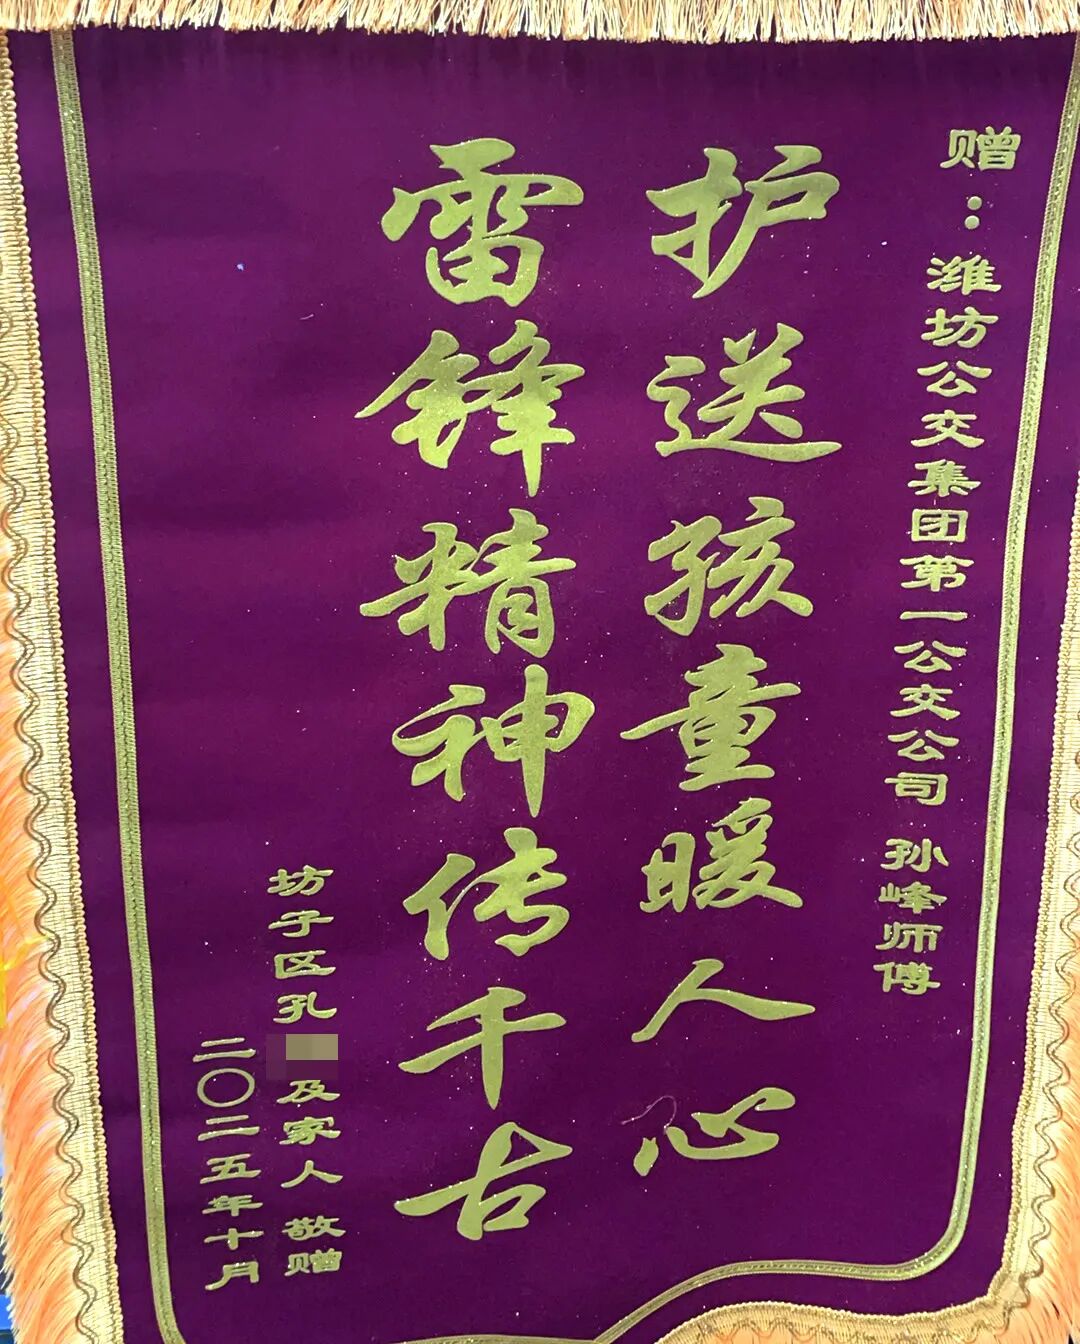 赠：潍坊公交集团第一公交公司 孙峰师傅
护送孩童暖人心
雷锋精神传千古
坊子区孔 及家人 敬赠
二〇二五年十月